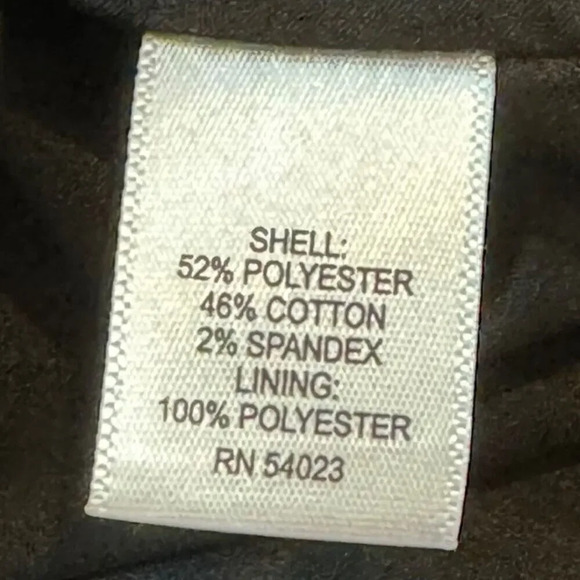 SHELL:
52% POLYESTER
46% COTTON
2% SPANDEX
LINING:
100% POLYESTER
RN 54023